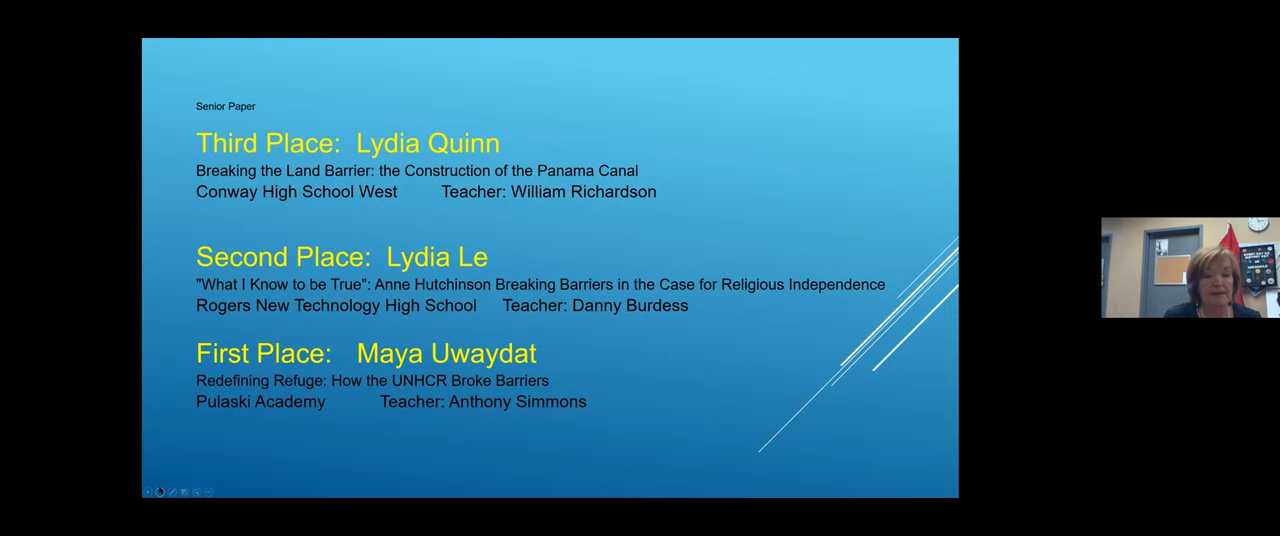 Senior Paper
Third Place: Lydia Quinn
Breaking the Land Barrier: the Construction of the Panama Canal
Conway High School West Teacher: William Richardson
Second Place: Lydia Le
"What I Know to be True": Anne Hutchinson Breaking Barriers in the Case for Religious Independence
Rogers New Technology High School Teacher: Danny Burdess
First Place: Maya Uwaydat
Redefining Refuge: How the UNHCR Broke Barriers
Pulaski Academy Teacher: Anthony Simmons